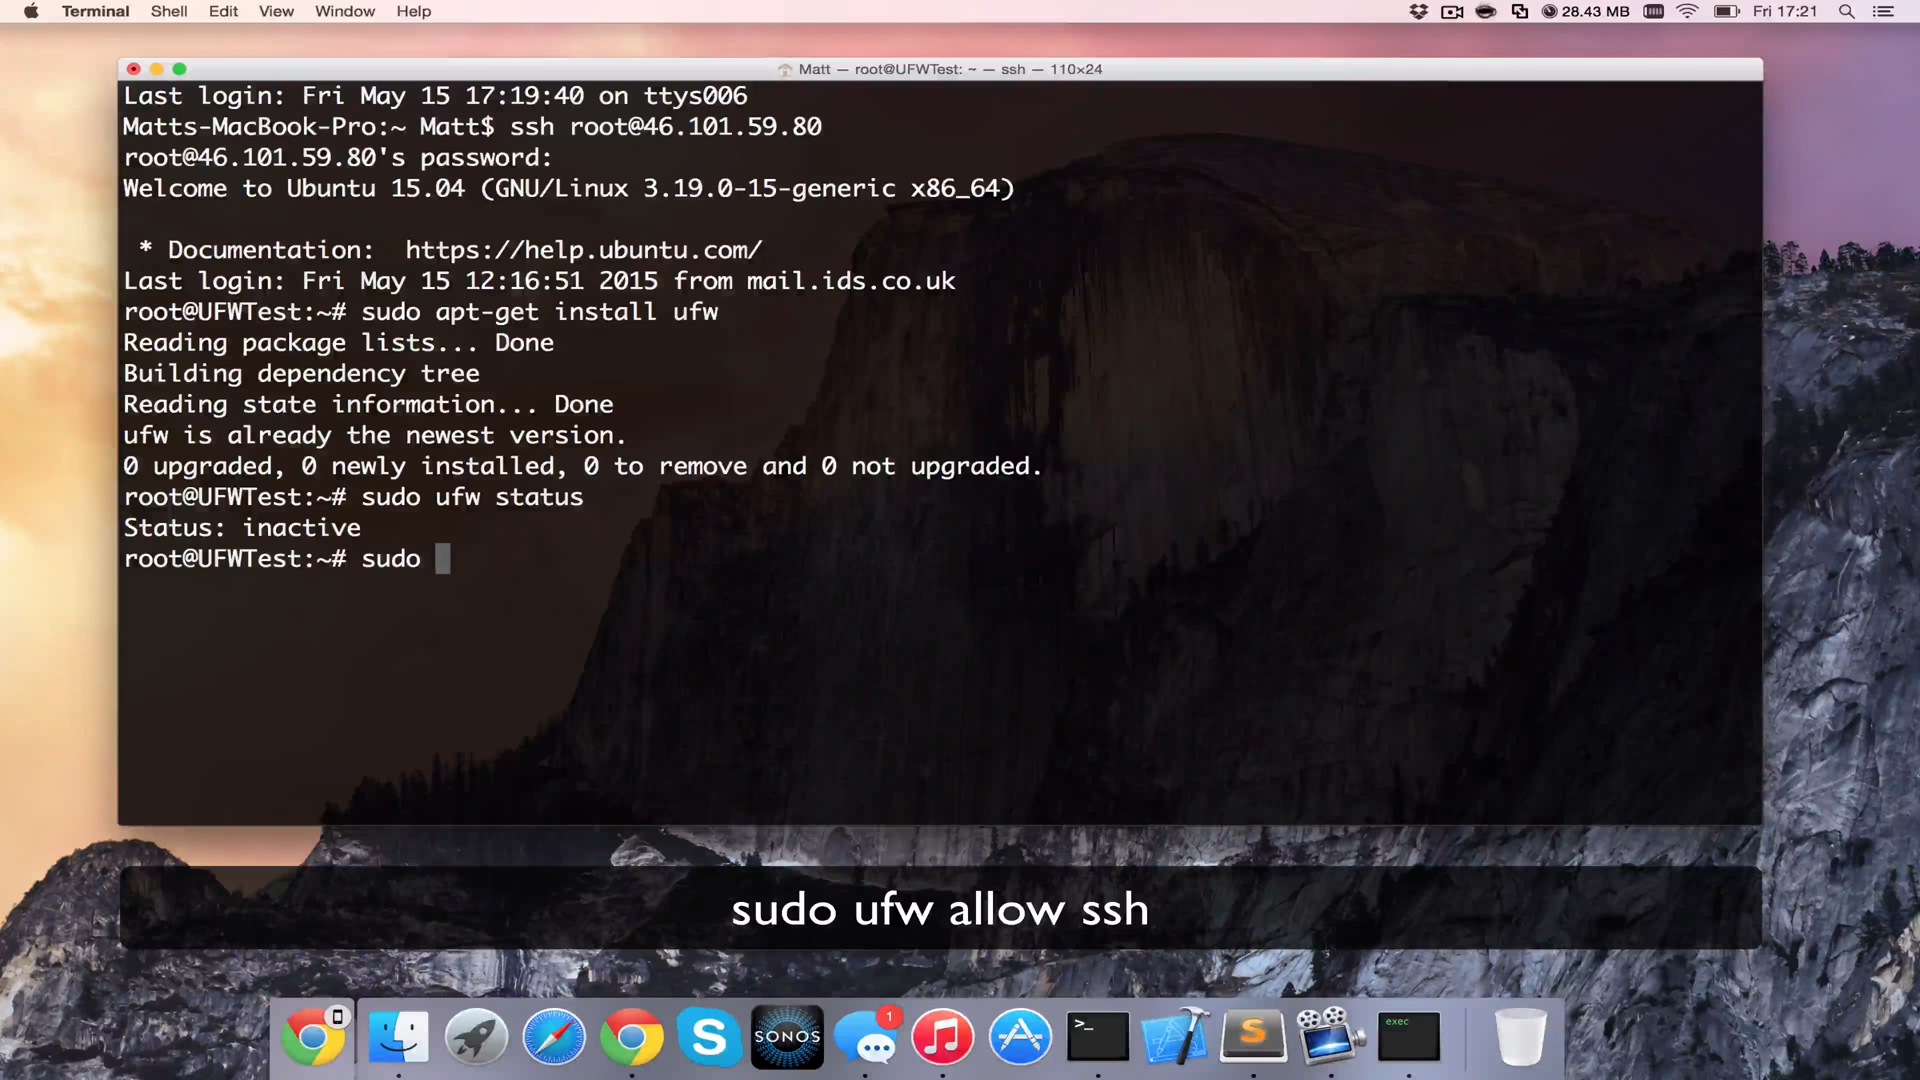 Terminal Shell Edit View Window Help 28.43 MB Fri 17:21
Matt — root@UFWTest: ~ — ssh — 110×24
Last login: Fri May 15 17:19:40 on ttys006
Matts-MacBook-Pro:~ Matt$ ssh root@46.101.59.80
root@46.101.59.80's password:
Welcome to Ubuntu 15.04 (GNU/Linux 3.19.0-15-generic x86_64)
* Documentation:  https://help.ubuntu.com/
Last login: Fri May 15 12:16:51 2015 from mail.ids.co.uk
root@UFWTest:~# sudo apt-get install ufw
Reading package lists... Done
Building dependency tree
Reading state information... Done
ufw is already the newest version.
0 upgraded, 0 newly installed, 0 to remove and 0 not upgraded.
root@UFWTest:~# sudo ufw status
Status: inactive
root@UFWTest:~# sudo
sudo ufw allow ssh
S SONOS 1 >_ S exec